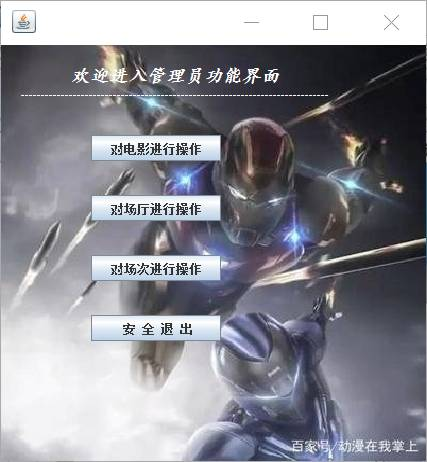 欢迎进入管理员功能界面
对电影进行操作
对场厅进行操作
对场次进行操作
安 全 退 出
百家号/动漫在我掌上